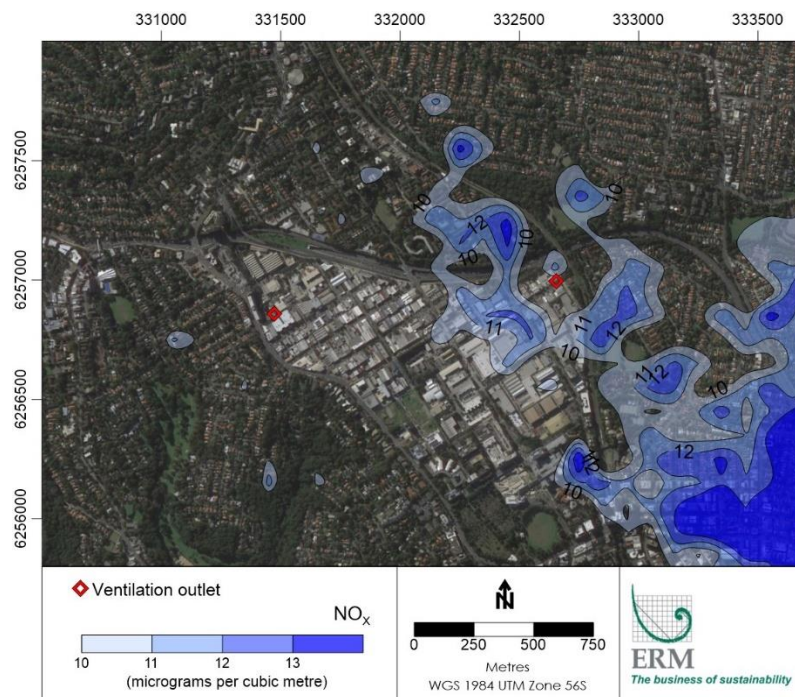 331000 331500 332000 332500 333000 333500
6257500
6257000
6256500
6256000
10
10
12
10
10
10
11
11
12
10
11
12
10
12
12
10
Ventilation outlet
NOx
10 11 12 13
(micrograms per cubic metre)
N
0 250 500 750
Metres
WGS 1984 UTM Zone 56S
ERM
The business of sustainability